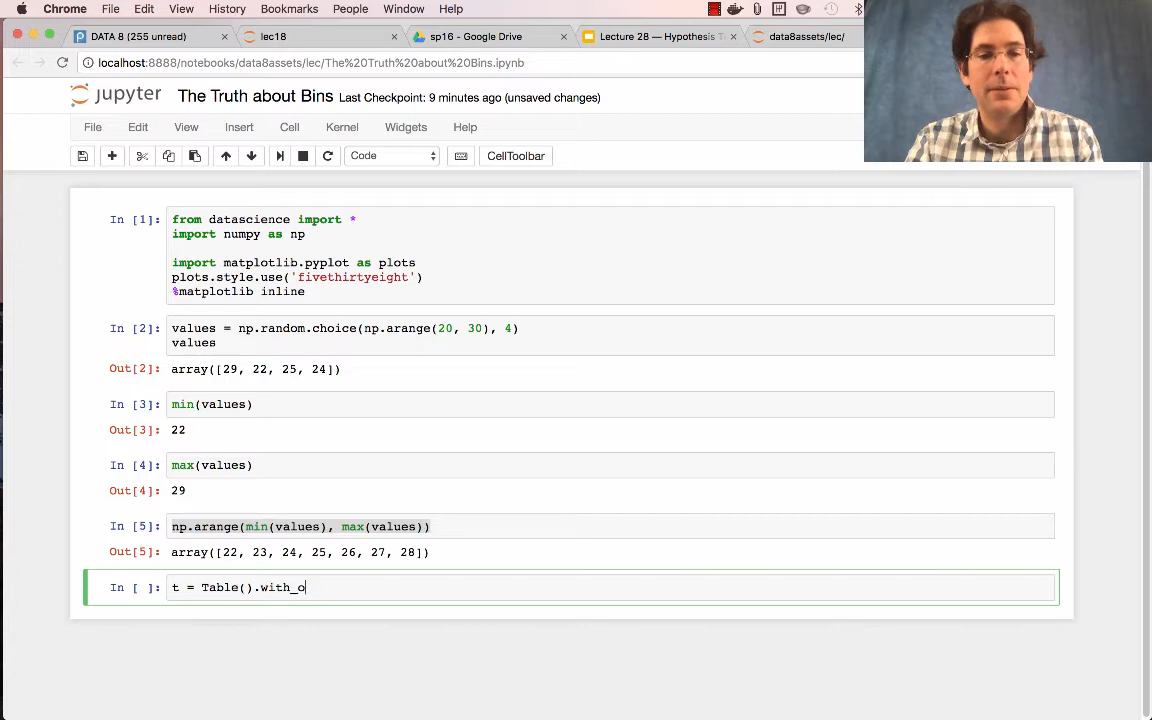 Chrome File Edit View History Bookmarks People Window Help
DATA 8 (255 unread) × lec18 × sp16 - Google Drive × Lecture 28 — Hypothesis T × data8assets/lec/
localhost:8888/notebooks/data8assets/lec/The%20Truth%20about%20Bins.ipynb
jupyter The Truth about Bins Last Checkpoint: 9 minutes ago (unsaved changes)
File Edit View Insert Cell Kernel Widgets Help
Code CellToolbar
In [1]: from datascience import *
import numpy as np
import matplotlib.pyplot as plots
plots.style.use('fivethirtyeight')
%matplotlib inline
In [2]: values = np.random.choice(np.arange(20, 30), 4)
values
Out[2]: array([29, 22, 25, 24])
In [3]: min(values)
Out[3]: 22
In [4]: max(values)
Out[4]: 29
In [5]: np.arange(min(values), max(values))
Out[5]: array([22, 23, 24, 25, 26, 27, 28])
In [ ]: t = Table().with_o